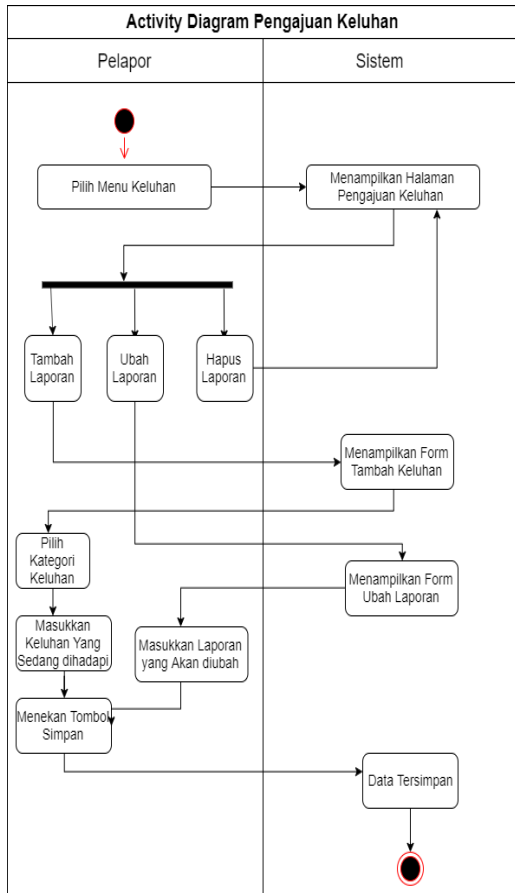 Activity Diagram Pengajuan Keluhan
Pelapor
Sistem
Pilih Menu Keluhan
Menampilkan Halaman
Pengajuan Keluhan
Tambah
Laporan
Ubah
Laporan
Hapus
Laporan
Menampilkan Form
Tambah Keluhan
Pilih
Kategori
Keluhan
Menampilkan Form
Ubah Laporan
Masukkan
Keluhan Yang
Sedang dihadapi
Masukkan Laporan
yang Akan diubah
Menekan Tombol
Simpan
Data Tersimpan